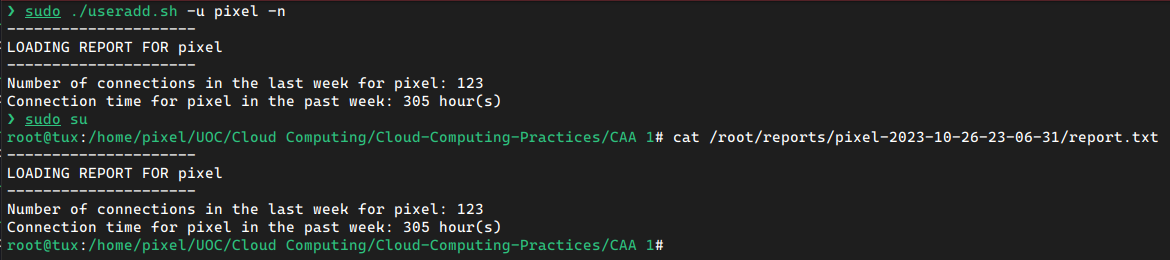 ❯ sudo ./useradd.sh -u pixel -n
---------------------
LOADING REPORT FOR pixel
---------------------
Number of connections in the last week for pixel: 123
Connection time for pixel in the past week: 305 hour(s)
❯ sudo su
root@tux:/home/pixel/UOC/Cloud Computing/Cloud-Computing-Practices/CAA 1# cat /root/reports/pixel-2023-10-26-23-06-31/report.txt
---------------------
LOADING REPORT FOR pixel
---------------------
Number of connections in the last week for pixel: 123
Connection time for pixel in the past week: 305 hour(s)
root@tux:/home/pixel/UOC/Cloud Computing/Cloud-Computing-Practices/CAA 1#